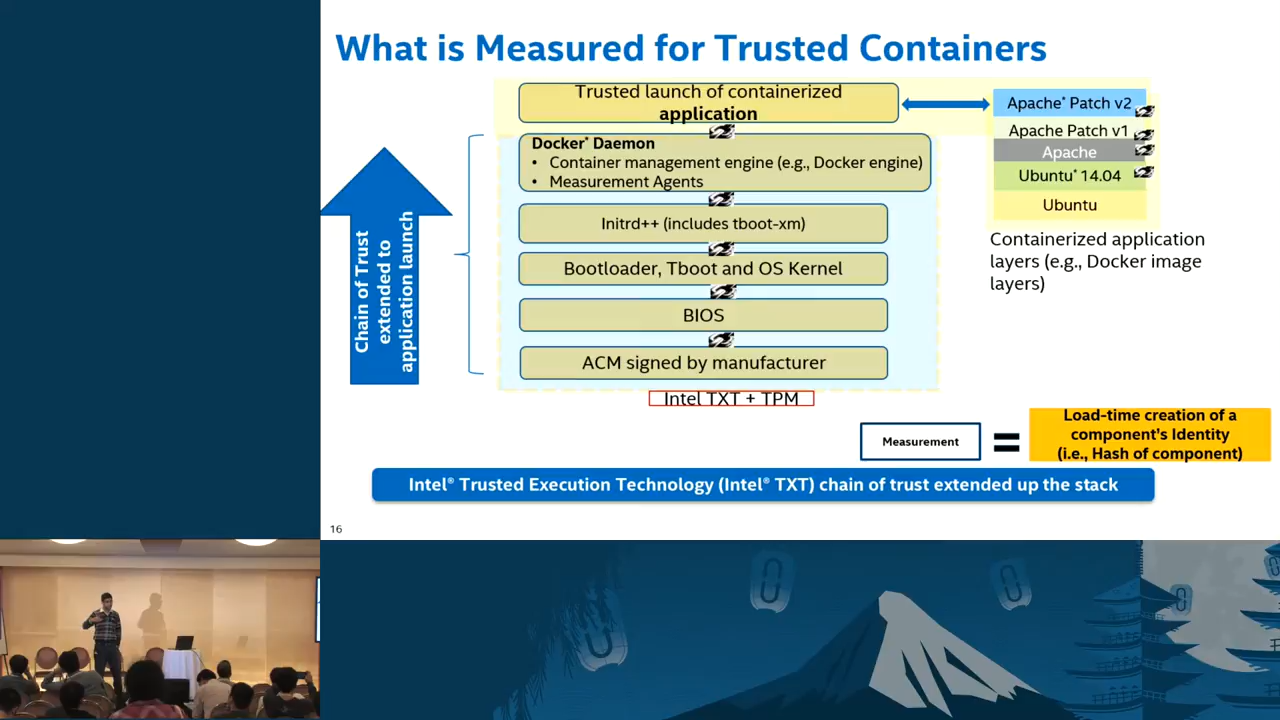 What is Measured for Trusted Containers
Trusted launch of containerized
application
Docker* Daemon
• Container management engine (e.g., Docker engine)
• Measurement Agents
Initrd++ (includes tboot-xm)
Bootloader, Tboot and OS Kernel
BIOS
ACM signed by manufacturer
Intel TXT + TPM
Chain of Trust
extended to
application launch
Apache* Patch v2
Apache Patch v1
Apache
Ubuntu* 14.04
Ubuntu
Containerized application
layers (e.g., Docker image
layers)
Measurement
=
Load-time creation of a
component's Identity
(i.e., Hash of component)
Intel® Trusted Execution Technology (Intel® TXT) chain of trust extended up the stack
16